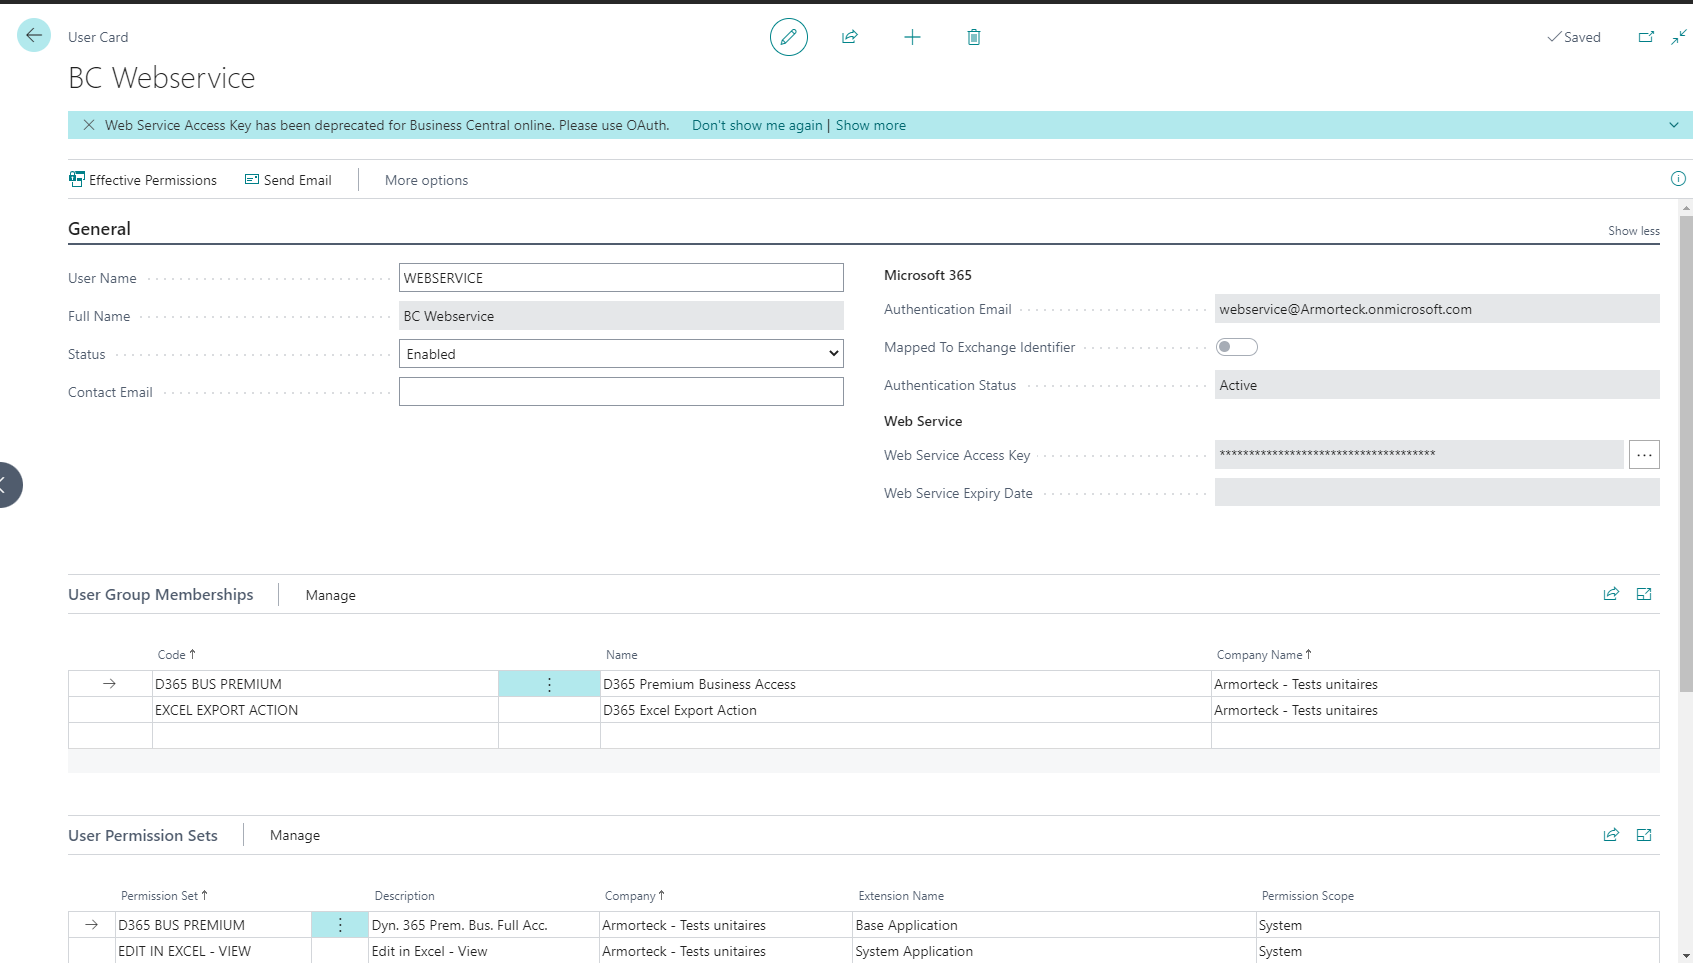 User Card
Saved
BC Webservice
Web Service Access Key has been deprecated for Business Central online. Please use OAuth. Don't show me again | Show more
Effective Permissions Send Email More options
General
Show less
User Name WEBSERVICE
Full Name BC Webservice
Status Enabled
Contact Email
Microsoft 365
Authentication Email webservice@Armorteck.onmicrosoft.com
Mapped To Exchange Identifier
Authentication Status Active
Web Service
Web Service Access Key *************************************
Web Service Expiry Date
User Group Memberships Manage
Code ↑ Name Company Name ↑
D365 BUS PREMIUM D365 Premium Business Access Armorteck - Tests unitaires
EXCEL EXPORT ACTION D365 Excel Export Action Armorteck - Tests unitaires
User Permission Sets Manage
Permission Set ↑ Description Company ↑ Extension Name Permission Scope
D365 BUS PREMIUM Dyn. 365 Prem. Bus. Full Acc. Armorteck - Tests unitaires Base Application System
EDIT IN EXCEL - VIEW Edit in Excel - View Armorteck - Tests unitaires System Application System